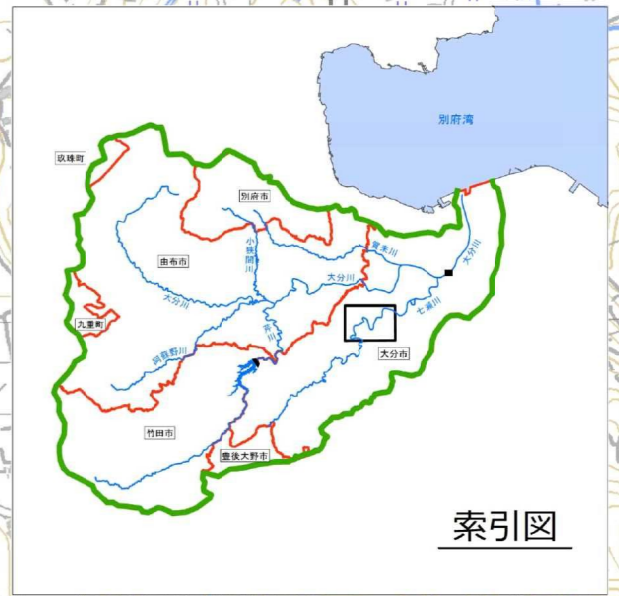 別府湾
玖珠町
別府市
賀来川
大分川
小挾間川
由布市
大分川
大分川
七瀬川
九重町
芹川
阿蘇野川
大分市
竹田市
豊後大野市
索引図